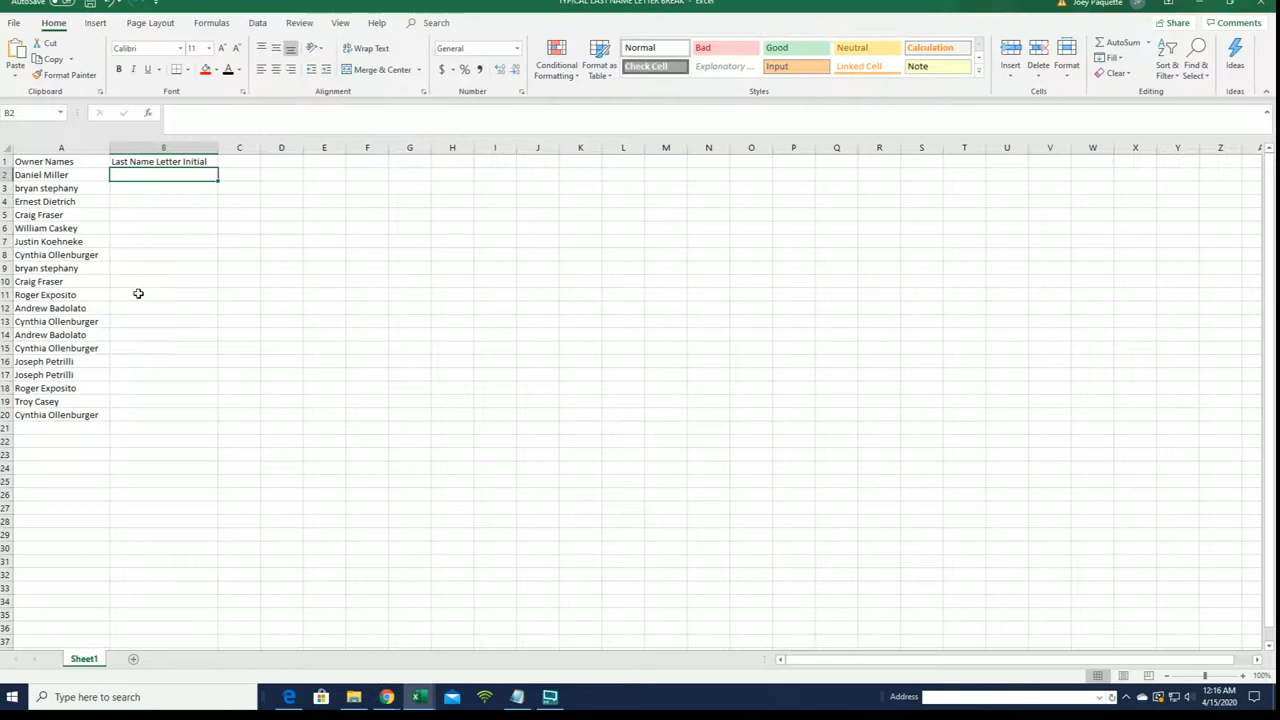 AutoSave Off TYPICAL LAST NAME LETTER BREAK - Excel Joey Paquette
File Home Insert Page Layout Formulas Data Review View Help Search Share Comments
Paste Cut Copy Format Painter Clipboard
Calibri 11 B I U A Font
Wrap Text Merge & Center Alignment
General $ % , Number
Conditional Formatting Format as Table
Normal Bad Good Neutral Calculation
Check Cell Explanatory ... Input Linked Cell Note
Styles
Insert Delete Format Cells
AutoSum Fill Clear Sort & Filter Find & Select Editing
Ideas Ideas
B2 fx
A B C D E F G H I J K L M N O P Q R S T U V W X Y Z
1 Owner Names Last Name Letter Initial
2 Daniel Miller
3 bryan stephany
4 Ernest Dietrich
5 Craig Fraser
6 William Caskey
7 Justin Koehneke
8 Cynthia Ollenburger
9 bryan stephany
10 Craig Fraser
11 Roger Exposito
12 Andrew Badolato
13 Cynthia Ollenburger
14 Andrew Badolato
15 Cynthia Ollenburger
16 Joseph Petrilli
17 Joseph Petrilli
18 Roger Exposito
19 Troy Casey
20 Cynthia Ollenburger
21
22
23
24
25
26
27
28
29
30
31
32
33
34
35
36
37
Sheet1
100%
Type here to search Address 12:16 AM
4/15/2020